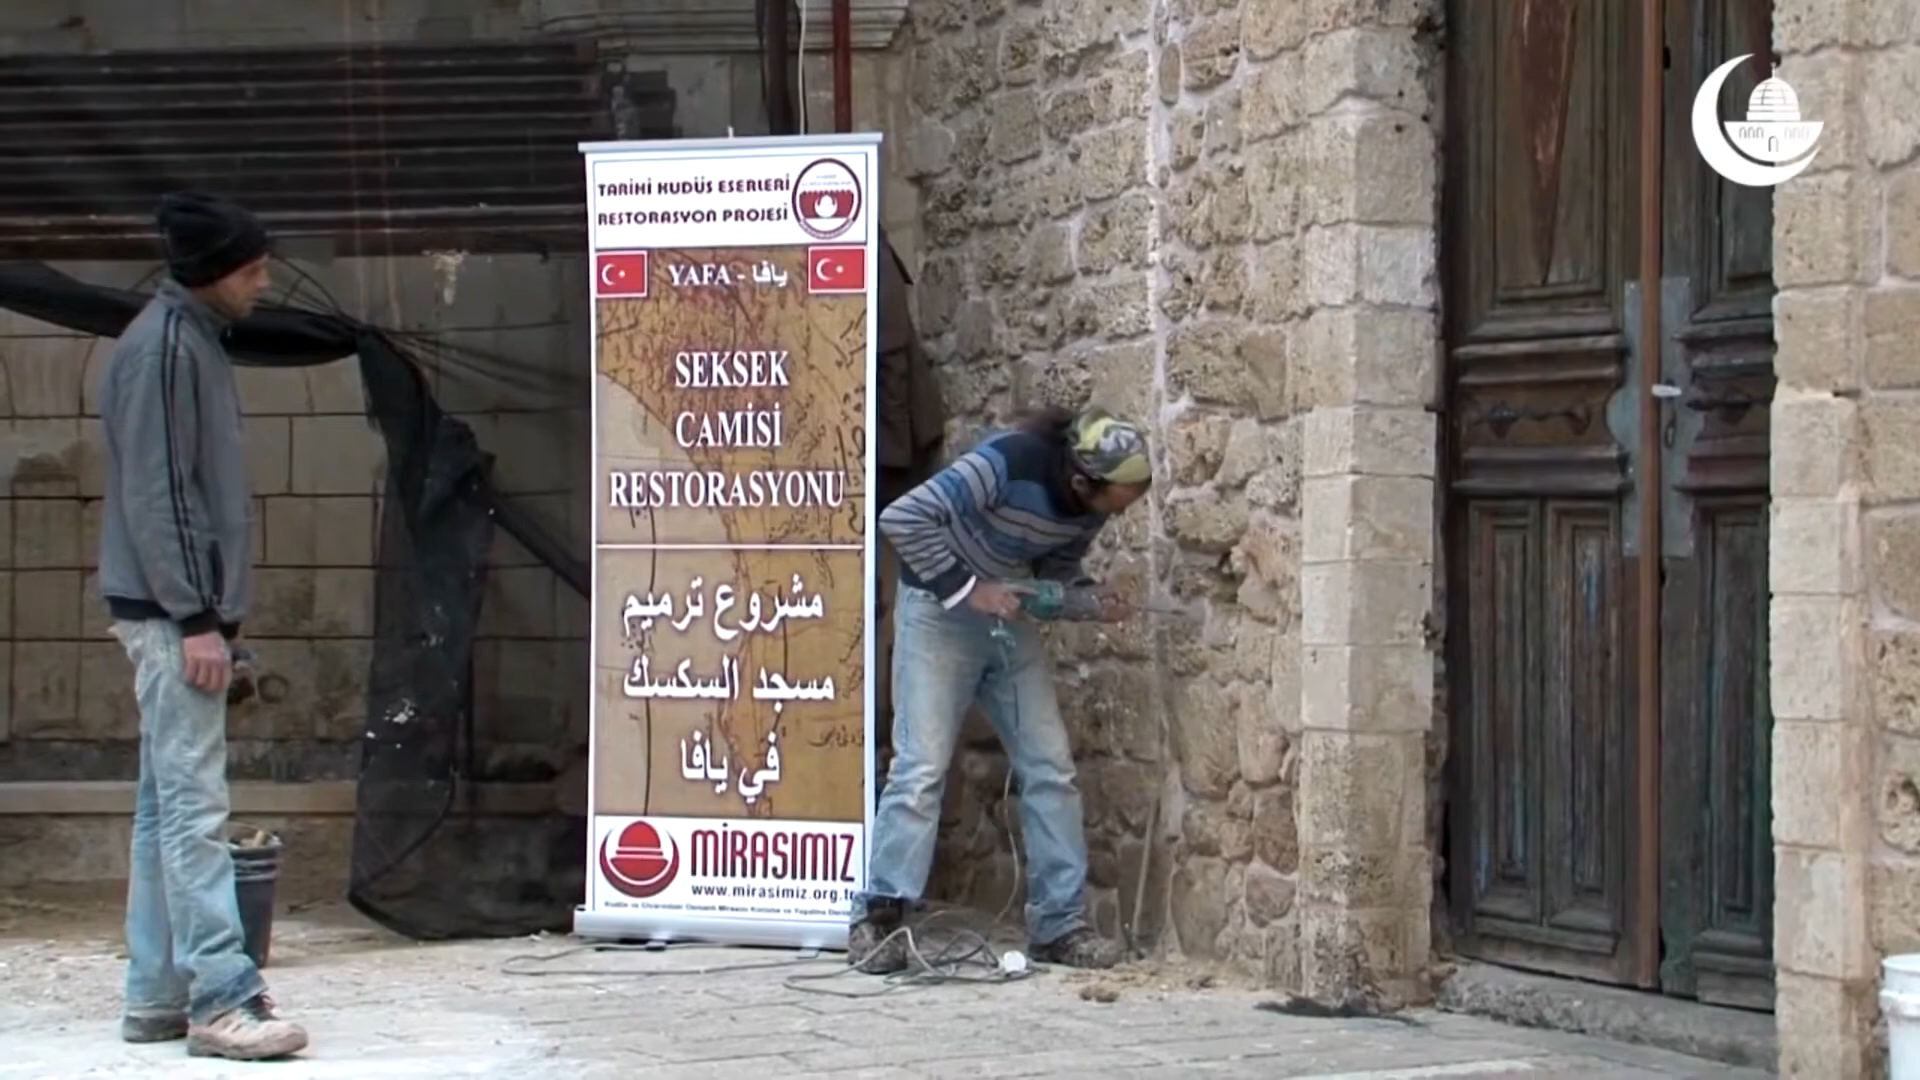 TARİHİ KUDÜS ESERLERİ
RESTORASYON PROJESİ
YAFA - يافا
SEKSEK
CAMİSİ
RESTORASYONU
مشروع ترميم
مسجد السكسك
في يافا
MİRASIMIZ
www.mirasimiz.org.tr